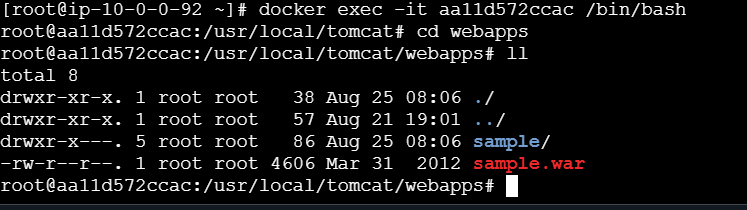 [root@ip-10-0-0-92 ~]# docker exec -it aa11d572ccac /bin/bash
root@aa11d572ccac:/usr/local/tomcat# cd webapps
root@aa11d572ccac:/usr/local/tomcat/webapps# ll
total 8
drwxr-xr-x. 1 root root   38 Aug 25 08:06 ./
drwxr-xr-x. 1 root root   57 Aug 21 19:01 ../
drwxr-x---. 5 root root   86 Aug 25 08:06 sample/
-rw-r--r--. 1 root root 4606 Mar 31  2012 sample.war
root@aa11d572ccac:/usr/local/tomcat/webapps#